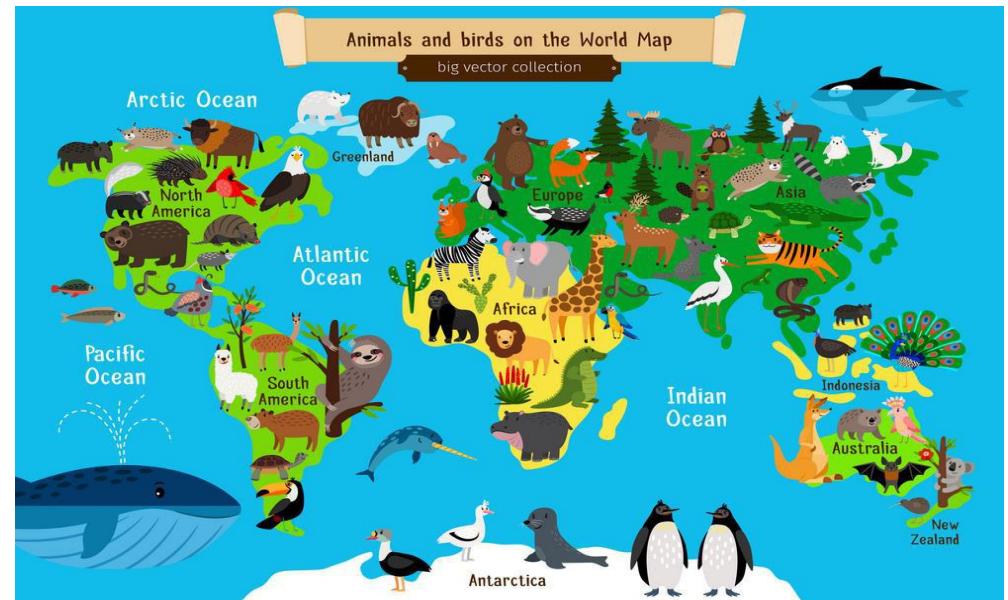 Animals and birds on the World Map
big vector collection
Arctic Ocean
Greenland
North
America
Europe
Asia
Atlantic
Ocean
Africa
Pacific
Ocean
South
America
Indian
Ocean
Indonesia
Australia
New
Zealand
Antarctica